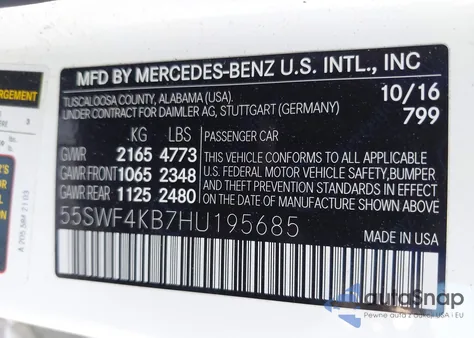 MFD BY MERCEDES-BENZ U.S. INTL., INC
TUSCALOOSA COUNTY, ALABAMA (USA). 10/16
UNDER CONTRACT FOR DAIMLER AG, STUTTGART (GERMANY) 799
KG LBS PASSENGER CAR
GVWR 2165 4773 THIS VEHICLE CONFORMS TO ALL APPLICABLE
GAWR FRONT 1065 2348 U.S. FEDERAL MOTOR VEHICLE SAFETY,BUMPER
GAWR REAR 1125 2480 AND THEFT PREVENTION STANDARDS IN EFFECT
ON THE DATE OF MANUFACTURE SHOWN ABOVE
55SWF4KB7HU195685
autoSnap
Pewne auta z
USA i EU